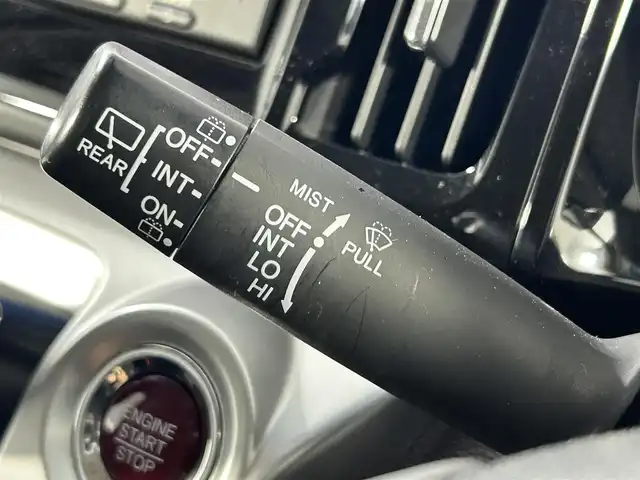 REAR
OFF
INT
ON
MIST
OFF
INT
LO
HI
PULL
ENGINE
START
STOP